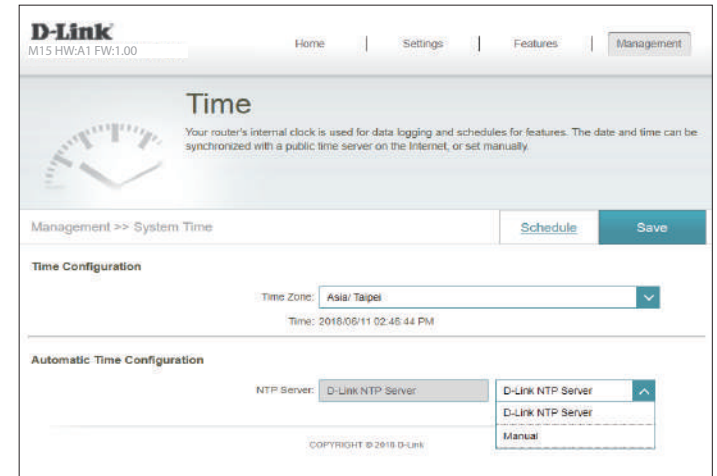 D-Link
M15 HW:A1 FW:1.00
Home | Settings | Features | Management
Time
Your router's internal clock is used for data logging and schedules for features. The date and time can be
synchronized with a public time server on the Internet, or set manually.
Management >> System Time
Schedule
Save
Time Configuration
Time Zone: Asia/ Taipei
Time: 2018/06/11 02:46:44 PM
Automatic Time Configuration
NTP Server: D-Link NTP Server D-Link NTP Server
D-Link NTP Server
Manual
COPYRIGHT © 2018 D-Link